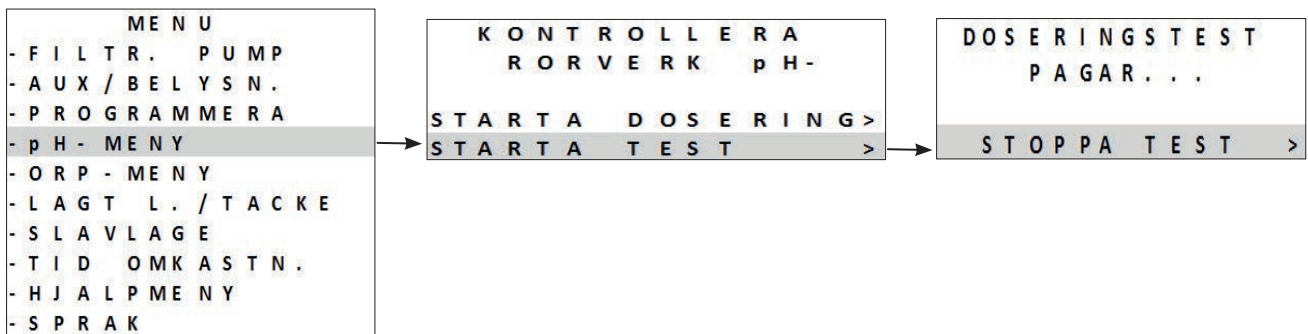 MENU
- FILTR. PUMP
- AUX/BELYSN.
- PROGRAMMERA
- pH- MENY
- ORP-MENY
- LAGT L./TACKE
- SLAVLAGE
- TID OMKASTN.
- HJALPMENY
- SPRAK
KONTROLLERA
RORVERK pH-
STARTA DOSERING>
STARTA TEST >
DOSERINGSTEST
PAGAR...
STOPPA TEST >